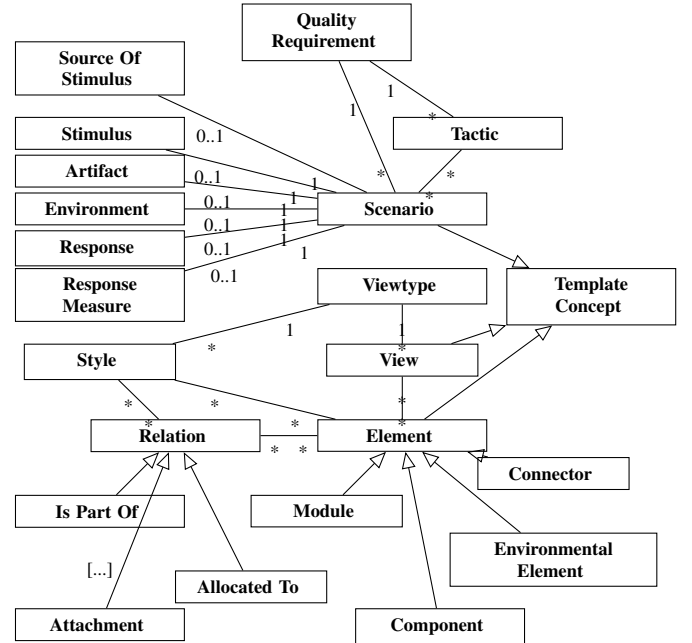 Quality
Requirement
Source Of
Stimulus
1
1
Stimulus
0..1
*
Tactic
Artifact
0..1
1
*
*
Environment
0..1
1
Scenario
*
1
0..1
1
Response
0..1
1
Response
Measure
0..1
Viewtype
Template
Concept
1
1
Style
*
View
*
*
*
*
*
*
Relation
*
*
*
Element
Connector
Is Part Of
Module
Environmental
Element
[...]
Allocated To
Attachment
Component